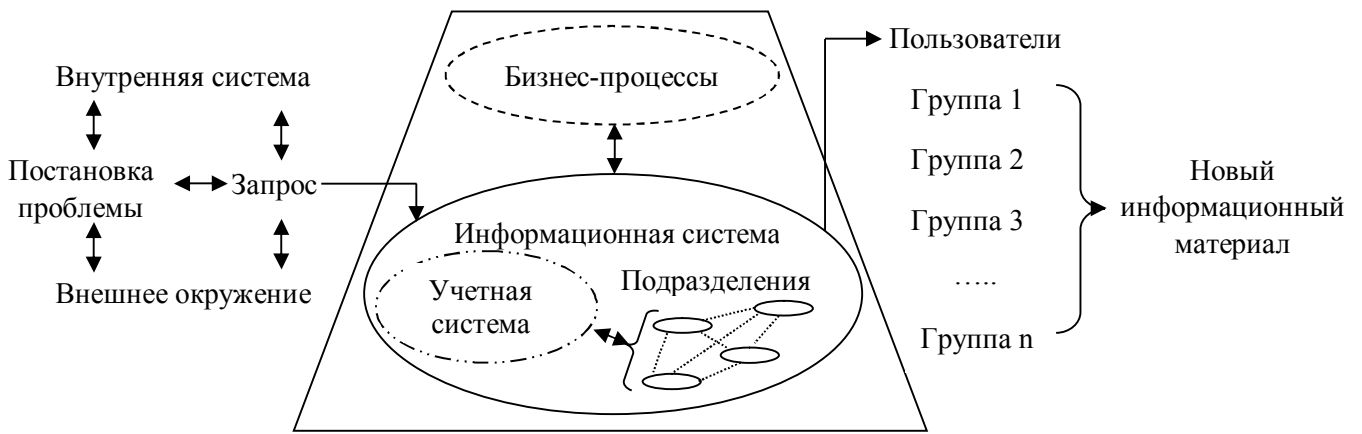 Внутренняя система
Постановка
проблемы
Запрос
Внешнее окружение
Бизнес-процессы
Информационная система
Учетная
система
Подразделения
Пользователи
Группа 1
Группа 2
Группа 3
…..
Группа n
Новый
информационный
материал